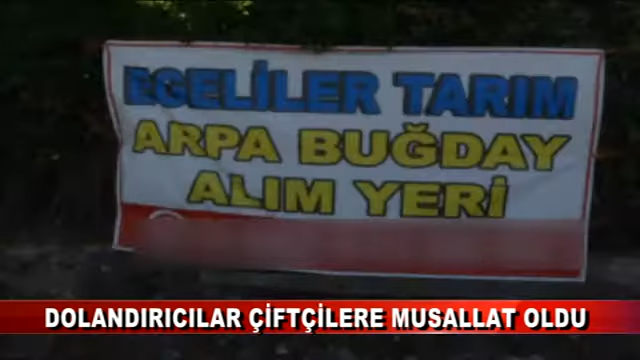 EGELİLER TARIM
ARPA BUĞDAY
ALIM YERİ
DOLANDIRICILAR ÇİFTÇİLERE MUSALLAT OLDU